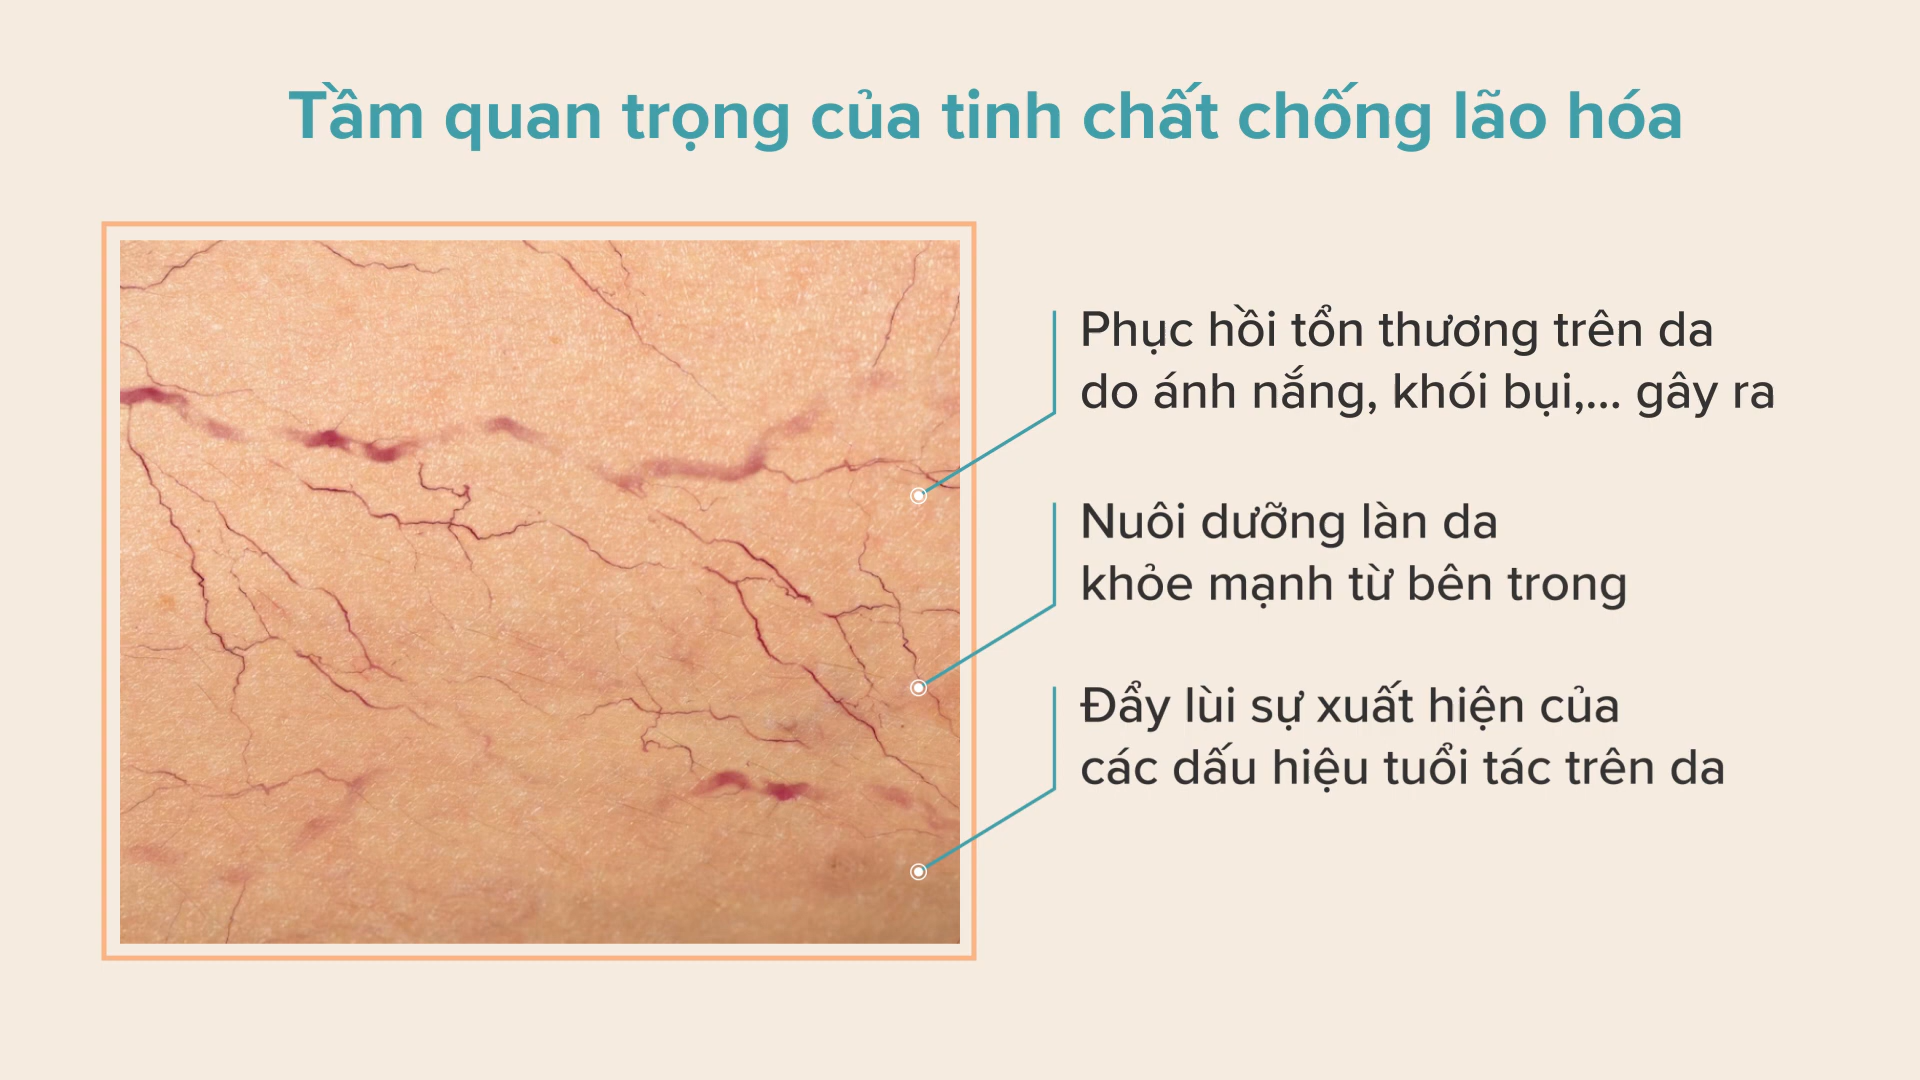 Tầm quan trọng của tinh chất chống lão hóa
Phục hồi tổn thương trên da
do ánh nắng, khói bụi,... gây ra
Nuôi dưỡng làn da
khỏe mạnh từ bên trong
Đẩy lùi sự xuất hiện của
các dấu hiệu tuổi tác trên da